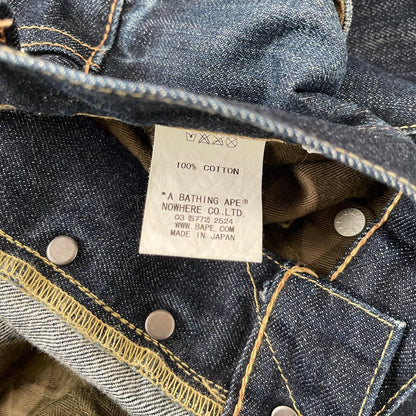 100% COTTON
"A BATHING APE®
NOWHERE CO., LTD.
03 (5772) 2524
WWW.BAPE.COM
MADE IN JAPAN